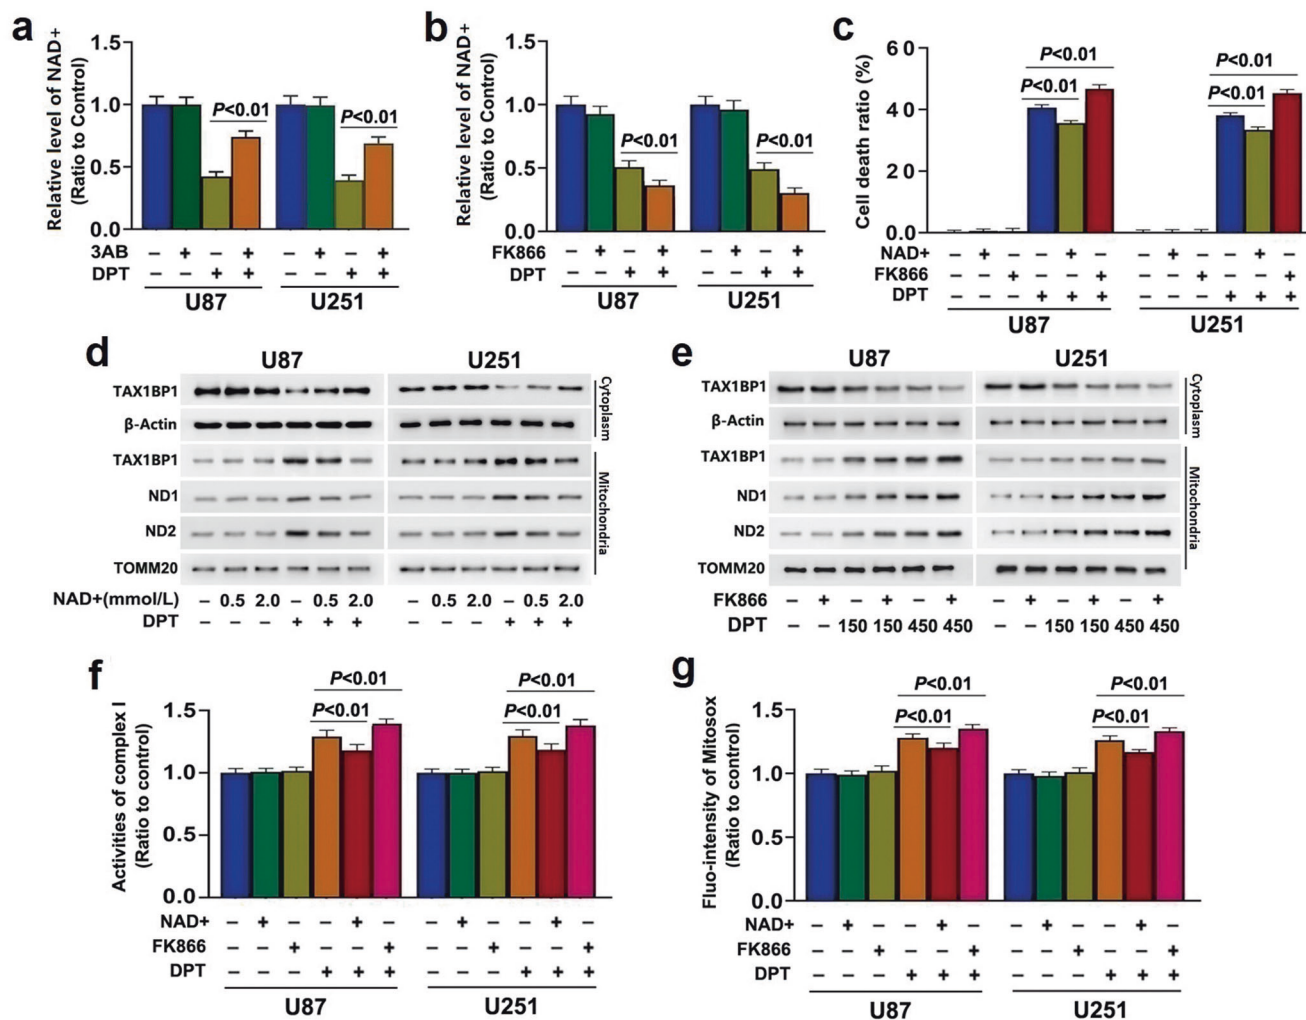 a
Relative level of NAD+
(Ratio to Control)
1.5
1.0
0.5
0.0
P<0.01
P<0.01
3AB – + – + – + – +
DPT – – + + – – + +
U87 U251
b
Relative level of NAD+
(Ratio to Control)
1.5
1.0
0.5
0.0
P<0.01
P<0.01
FK866 – + – + – + – +
DPT – – + + – – + +
U87 U251
c
Cell death ratio (%)
60
40
20
0.0
P<0.01
P<0.01
P<0.01
P<0.01
NAD+ – + – – + – – + – – + –
FK866 – – + – – + – – + – – +
DPT – – – + + + – – – + + +
U87 U251
d
U87 U251
TAX1BP1
β-Actin
Cytoplasm
TAX1BP1
ND1
ND2
TOMM20
Mitochondria
NAD+(mmol/L) – 0.5 2.0 – 0.5 2.0 – 0.5 2.0 – 0.5 2.0
DPT – – – + + + – – – + + +
e
U87 U251
TAX1BP1
β-Actin
Cytoplasm
TAX1BP1
ND1
ND2
TOMM20
Mitochondria
FK866 – + – + – + – + – + – +
DPT – – 150 150 450 450 – – 150 150 450 450
f
Activities of complex I
(Ratio to control)
1.5
1.0
0.5
0.0
P<0.01
P<0.01
P<0.01
P<0.01
NAD+ – + – – + – – + – – + –
FK866 – – + – – + – – + – – +
DPT – – – + + + – – – + + +
U87 U251
g
Fluo-intensity of Mitosox
(Ratio to control)
1.5
1.0
0.5
0.0
P<0.01
P<0.01
P<0.01
P<0.01
NAD+ – + – – + – – + – – + –
FK866 – – + – – + – – + – – +
DPT – – – + + + – – – + + +
U87 U251